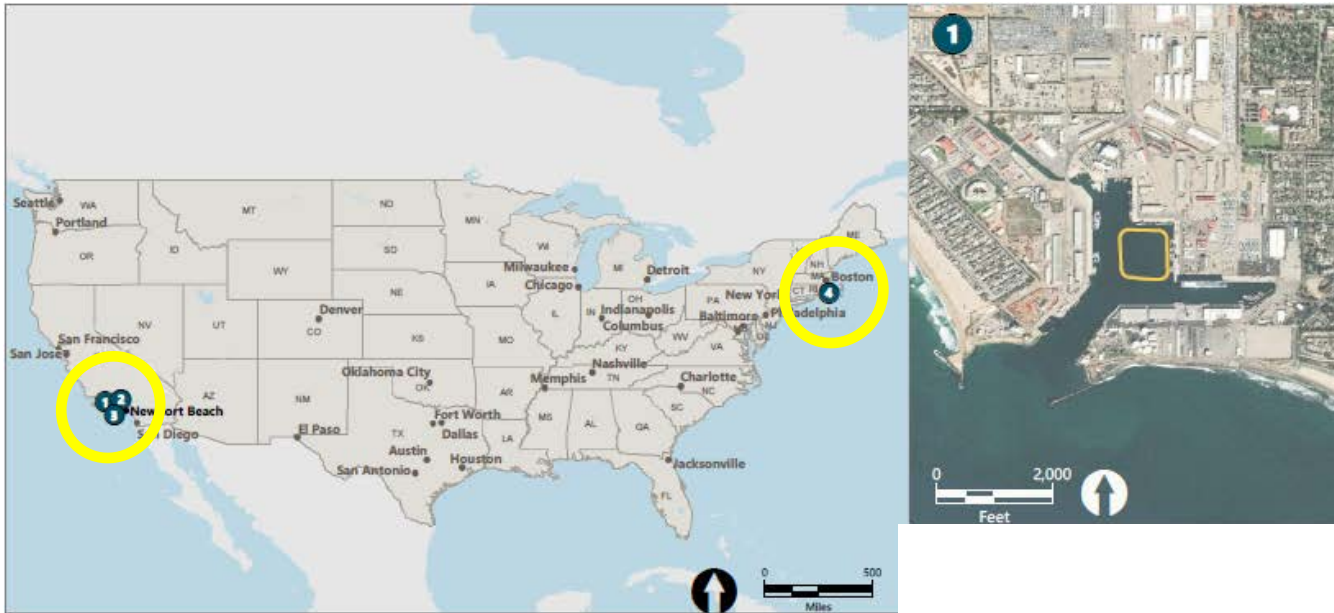 1
ME
Seattle
WA
MT
ND
MN
Portland
OR
ID
SD
WI
NH
WY
Milwaukee
MI
Detroit
NY
MA
Boston
Chicago
IA
CT
RI
4
NE
PA
New York
NV
UT
Denver
CO
IL
IN
OH
Indianapolis
Columbus
Baltimore
Philadelphia
NJ
DE
San Francisco
San Jose
KS
MO
WV
VA
KY
Nashville
TN
Oklahoma City
OK
AR
Memphis
Charlotte
NC
1
2
3
Newport Beach
San Diego
AZ
NM
SC
El Paso
TX
Fort Worth
Dallas
MS
AL
GA
LA
Austin
Houston
San Antonio
Jacksonville
FL
0
500
Miles
0
2,000
Feet